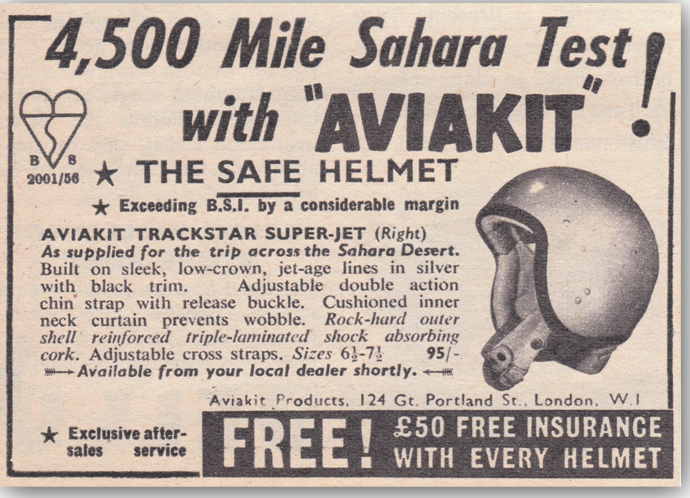 4,500 Mile Sahara Test!
with "AVIAKIT"
B S
2001/56
★ THE SAFE HELMET
★ Exceeding B.S.I. by a considerable margin
AVIAKIT TRACKSTAR SUPER-JET (Right)
As supplied for the trip across the Sahara Desert.
Built on sleek, low-crown, jet-age lines in silver
with black trim. Adjustable double action
chin strap with release buckle. Cushioned inner
neck curtain prevents wobble. Rock-hard outer
shell reinforced triple-laminated shock absorbing
cork. Adjustable cross straps. Sizes 6½-7½ 95/-
Available from your local dealer shortly.
Aviakit Products, 124 Gt. Portland St., London, W.1
★ Exclusive after-
sales service
FREE! £50 FREE INSURANCE
WITH EVERY HELMET